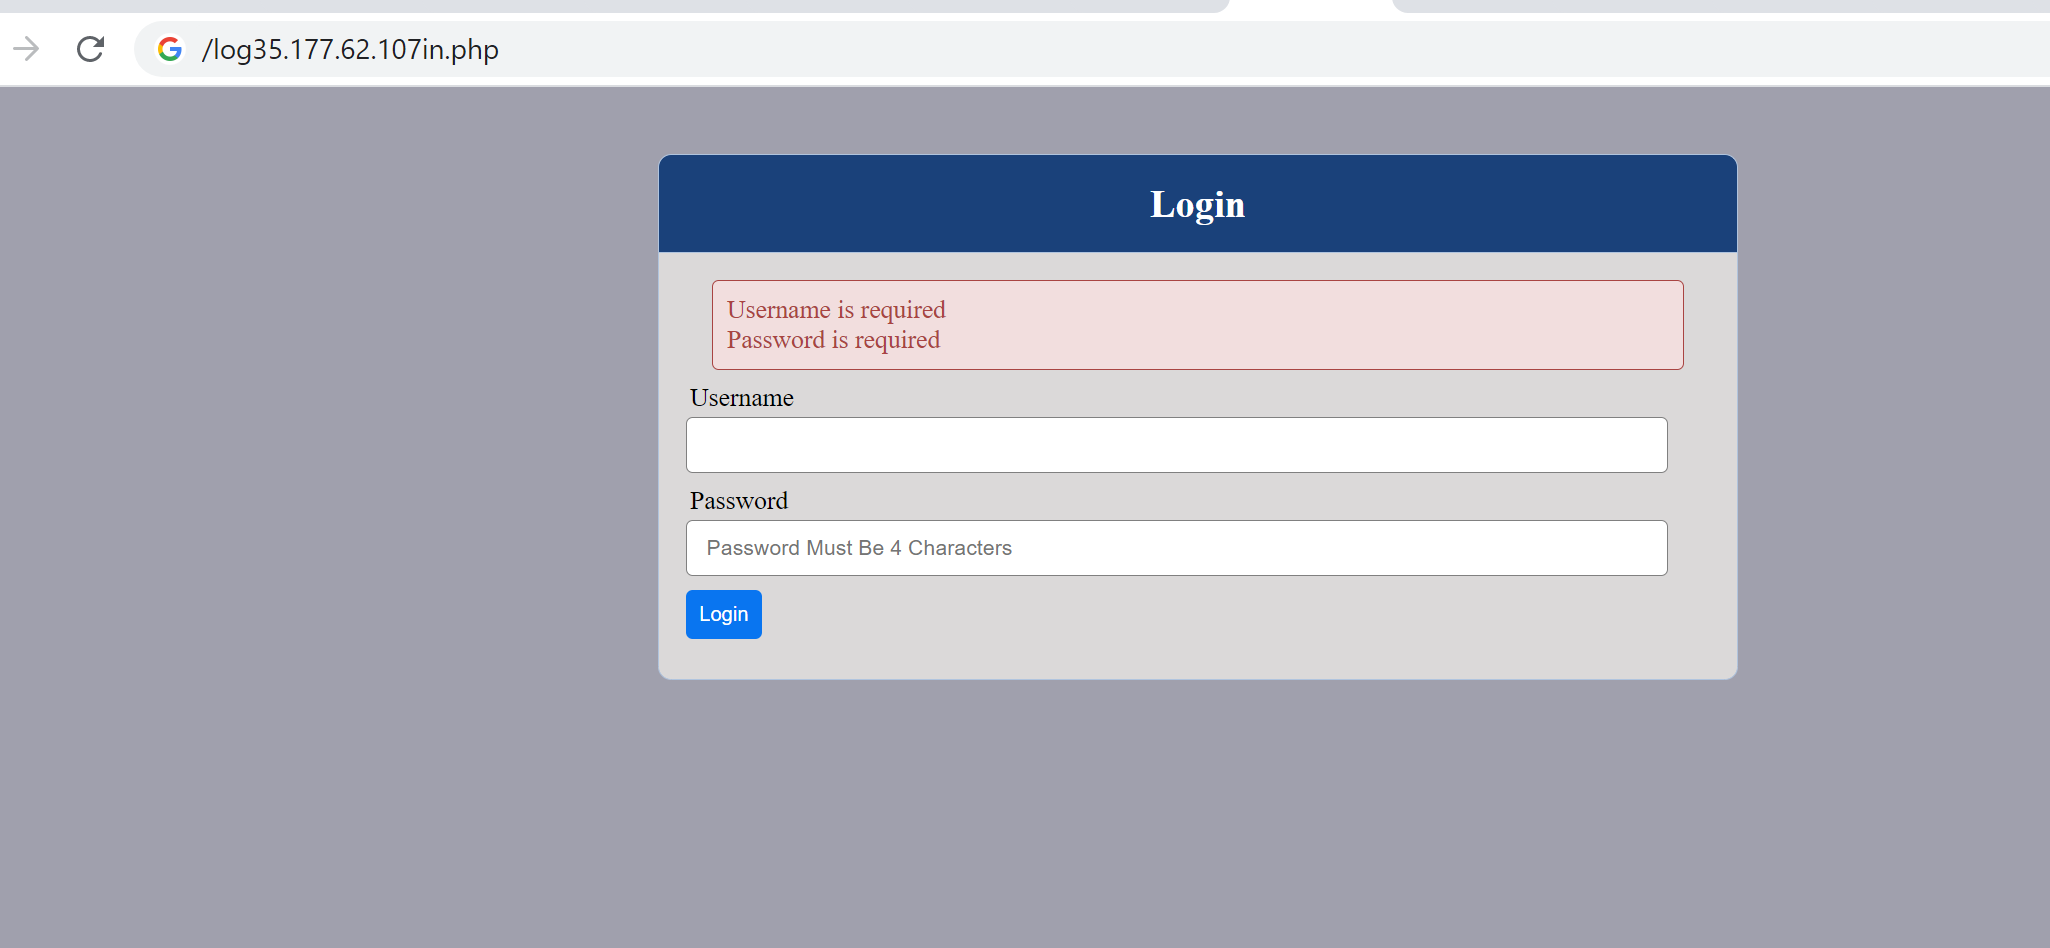 /log35.177.62.107in.php
Login
Username is required
Password is required
Username
Password
Password Must Be 4 Characters
Login